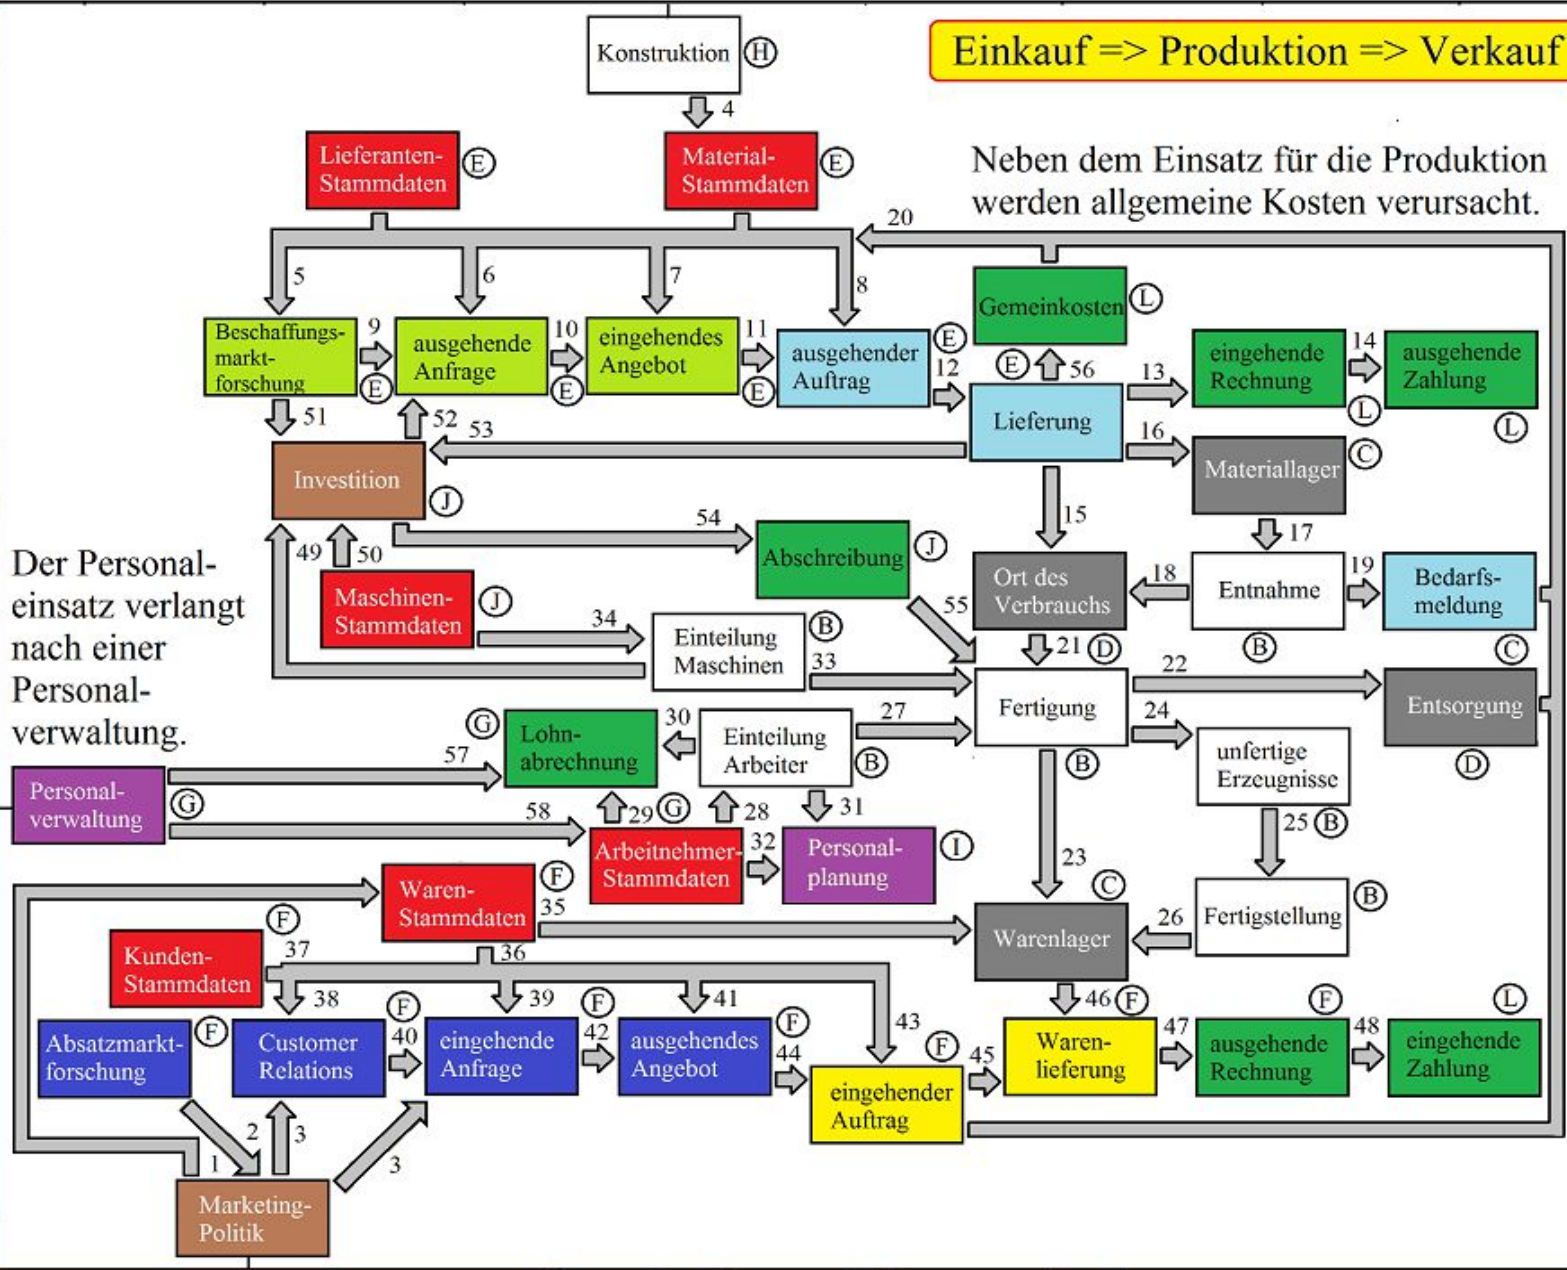 Konstruktion
H
Einkauf => Produktion => Verkauf
4
Lieferanten-
Stammdaten
E
Material-
Stammdaten
E
Neben dem Einsatz für die Produktion
werden allgemeine Kosten verursacht.
20
5
6
7
8
Gemeinkosten
L
Beschaffungs-
markt-
forschung
9
E
ausgehende
Anfrage
10
E
eingehendes
Angebot
11
E
ausgehender
Auftrag
E
12
E
56
13
eingehende
Rechnung
14
L
ausgehende
Zahlung
L
51
52
53
Lieferung
16
Materiallager
C
Investition
J
15
17
54
49
50
Abschreibung
J
Der Personal-
einsatz verlangt
nach einer
Personal-
verwaltung.
Maschinen-
Stammdaten
J
34
Einteilung
Maschinen
B
33
55
Ort des
Verbrauchs
18
Entnahme
B
19
Bedarfs-
meldung
C
21
D
22
Fertigung
B
24
Entsorgung
D
G
Lohn-
abrechnung
30
Einteilung
Arbeiter
B
27
unfertige
Erzeugnisse
57
Personal-
verwaltung
G
58
29
G
28
31
25
B
Arbeitnehmer-
Stammdaten
32
Personal-
planung
I
23
Waren-
Stammdaten
F
35
C
Warenlager
26
Fertigstellung
B
F
Kunden-
Stammdaten
37
36
38
39
41
43
46
F
Absatzmarkt-
forschung
F
Customer
Relations
F
40
eingehende
Anfrage
F
42
ausgehendes
Angebot
F
44
eingehender
Auftrag
F
45
Waren-
lieferung
47
ausgehende
Rechnung
F
48
eingehende
Zahlung
L
1
2
3
3
Marketing-
Politik